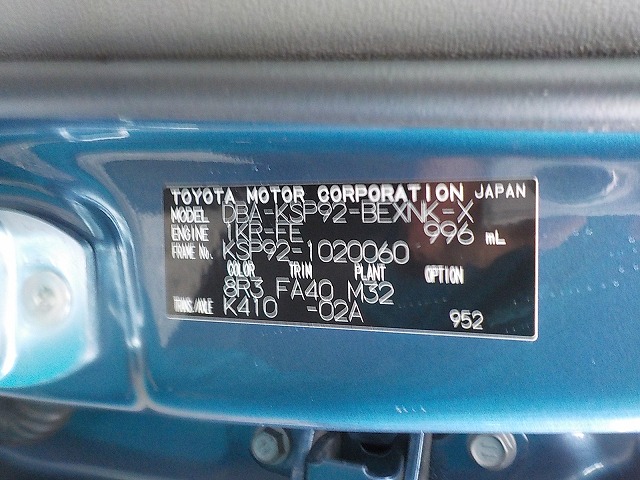 TOYOTA MOTOR CORPORATION JAPAN
MODEL DBA-KSP92-BEXNK-X
ENGINE 1KR-FE 996 mL
FRAME No. KSP92-1020060
COLOR TRIM PLANT OPTION
8R3 FA40 M32
TRANS./AXLE K410 -02A
952